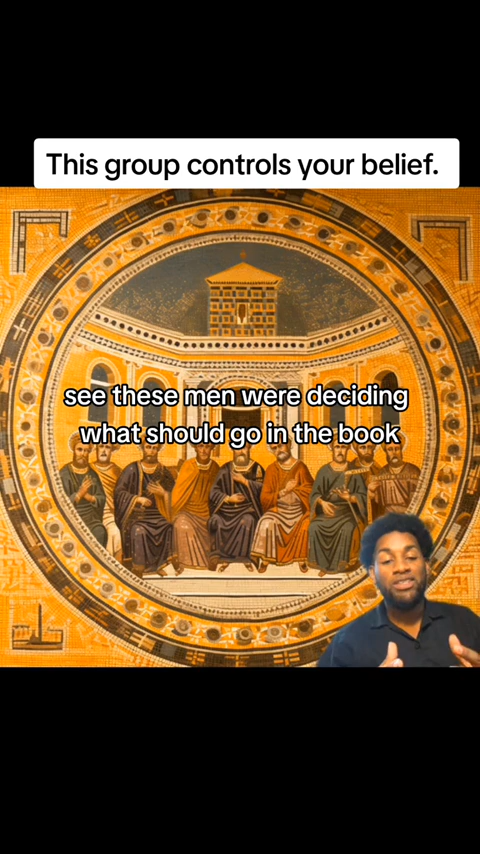 This group controls your belief.
see these men were deciding
what should go in the book